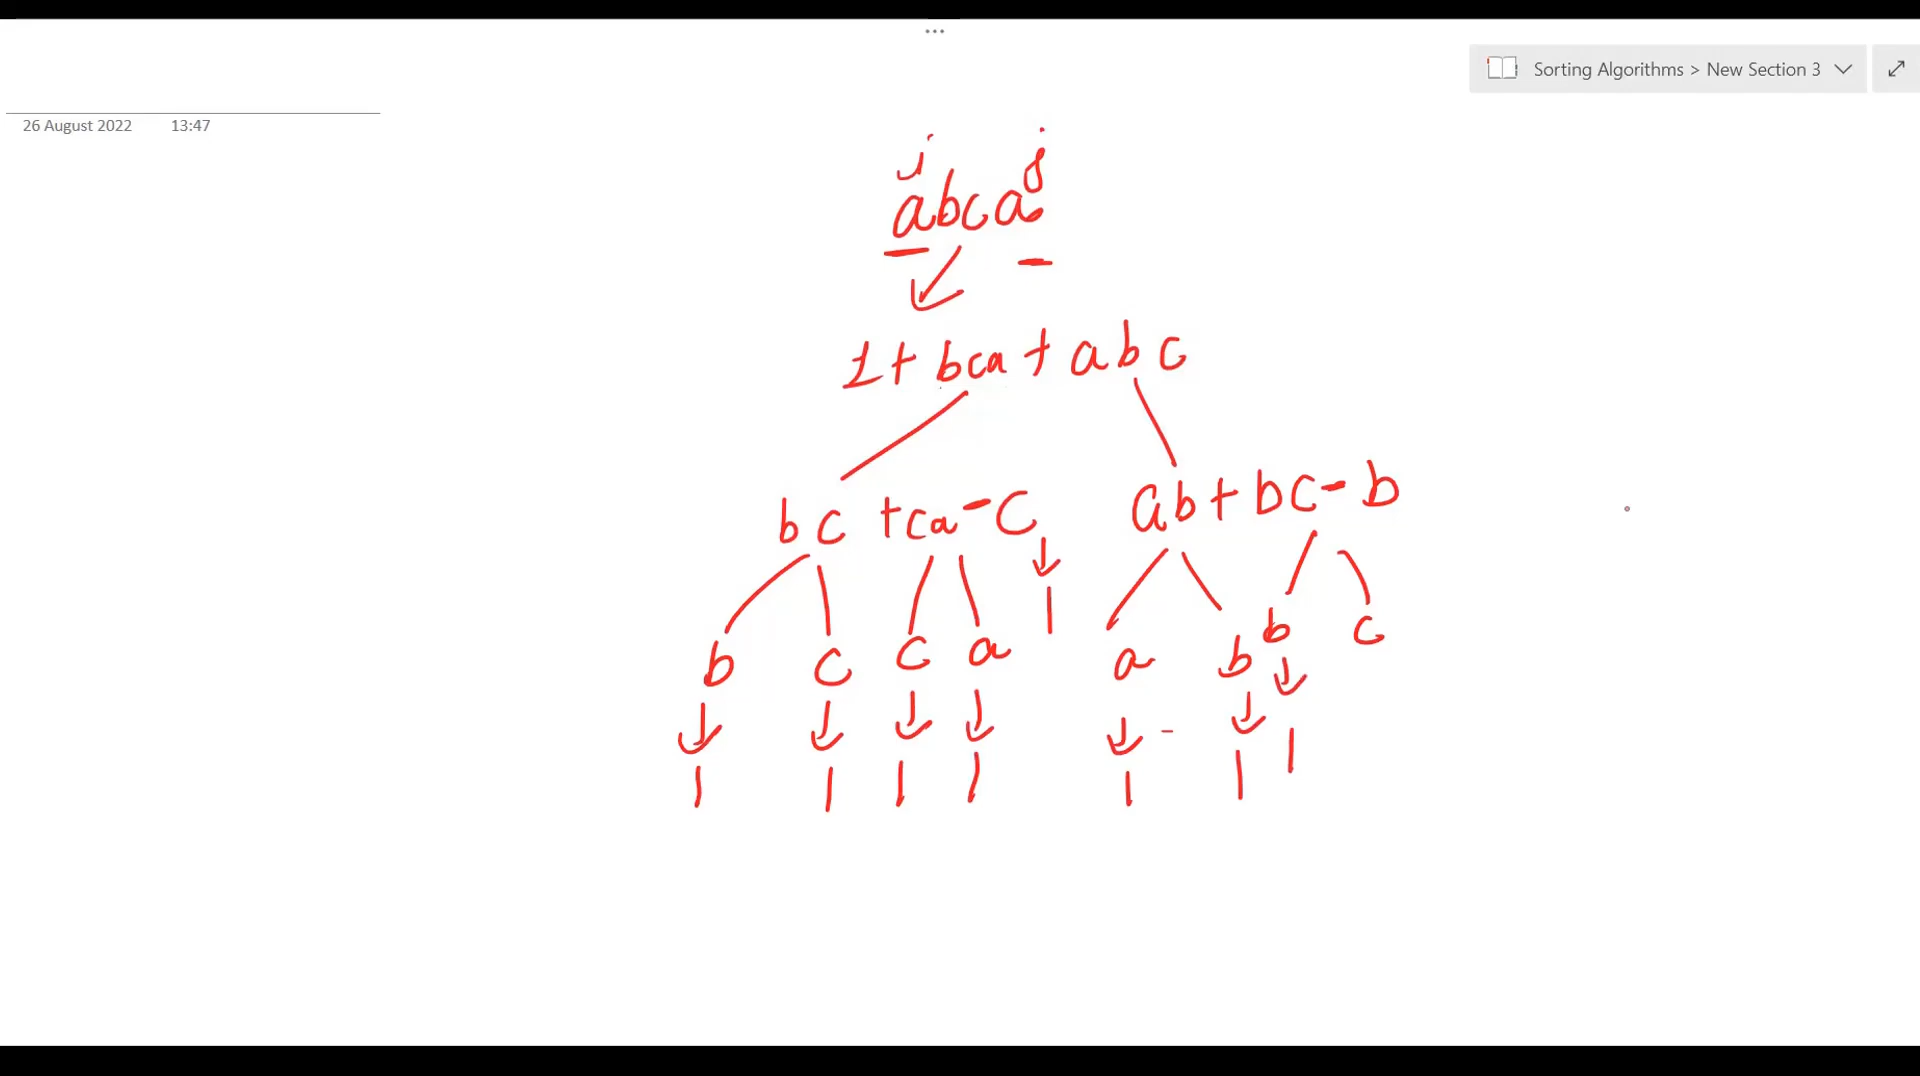 ...
Sorting Algorithms > New Section 3
26 August 2022 13:47
i j
abca
1 + bca + abc
bc + ca - c ab + bc - b
b c c a 1 a b b c
1 1 1 1 1 1 1